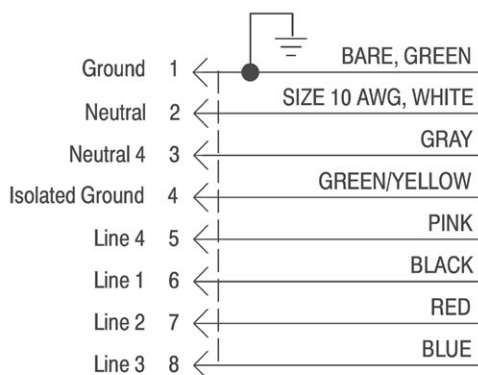 Ground 1 BARE, GREEN
Neutral 2 SIZE 10 AWG, WHITE
Neutral 4 3 GRAY
Isolated Ground 4 GREEN/YELLOW
Line 4 5 PINK
Line 1 6 BLACK
Line 2 7 RED
Line 3 8 BLUE